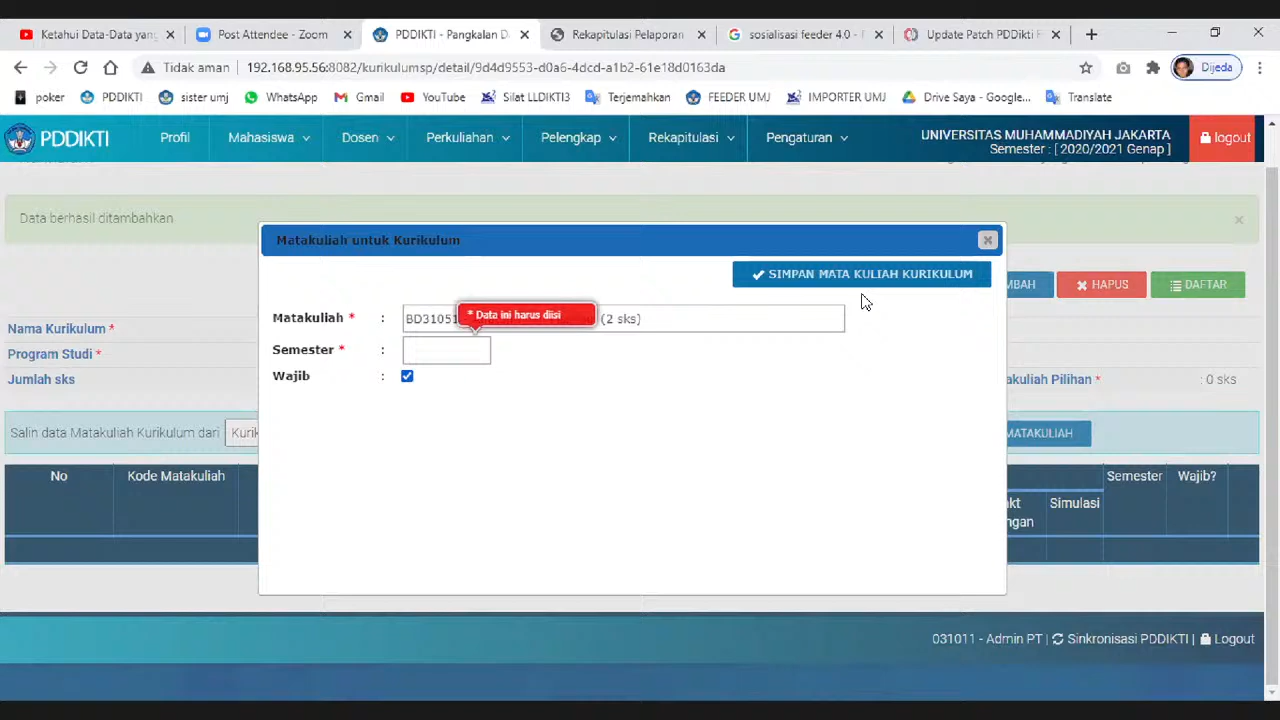 Ketahui Data-Data yang
Post Attendee - Zoom
PDDIKTI - Pangkalan D
Rekapitulasi Pelaporan
sosialisasi feeder 4.0 -
Update Patch PDDikti F
Tidak aman | 192.168.95.56:8082/kurikulumsp/detail/9d4d9553-d0a6-4dcd-a1b2-61e18d0163da
Dijeda
poker
PDDIKTI
sister umj
WhatsApp
Gmail
YouTube
Silat LLDIKTI3
Terjemahkan
FEEDER UMJ
IMPORTER UMJ
Drive Saya - Google...
Translate
PDDIKTI
Profil
Mahasiswa
Dosen
Perkuliahan
Pelengkap
Rekapitulasi
Pengaturan
UNIVERSITAS MUHAMMADIYAH JAKARTA
Semester : [ 2020/2021 Genap ]
logout
Data berhasil ditambahkan
×
Matakuliah untuk Kurikulum
SIMPAN MATA KULIAH KURIKULUM
MBAH
HAPUS
DAFTAR
Matakuliah * : BD31051 (2 sks)
* Data ini harus diisi
Semester * :
Wajib :
Nama Kurikulum *
Program Studi *
Jumlah sks
akuliah Pilihan * : 0 sks
Salin data Matakuliah Kurikulum dari Kurik
MATAKULIAH
No
Kode Matakuliah
Semester
Wajib?
kt
ngan
Simulasi
031011 - Admin PT | Sinkronisasi PDDIKTI | Logout